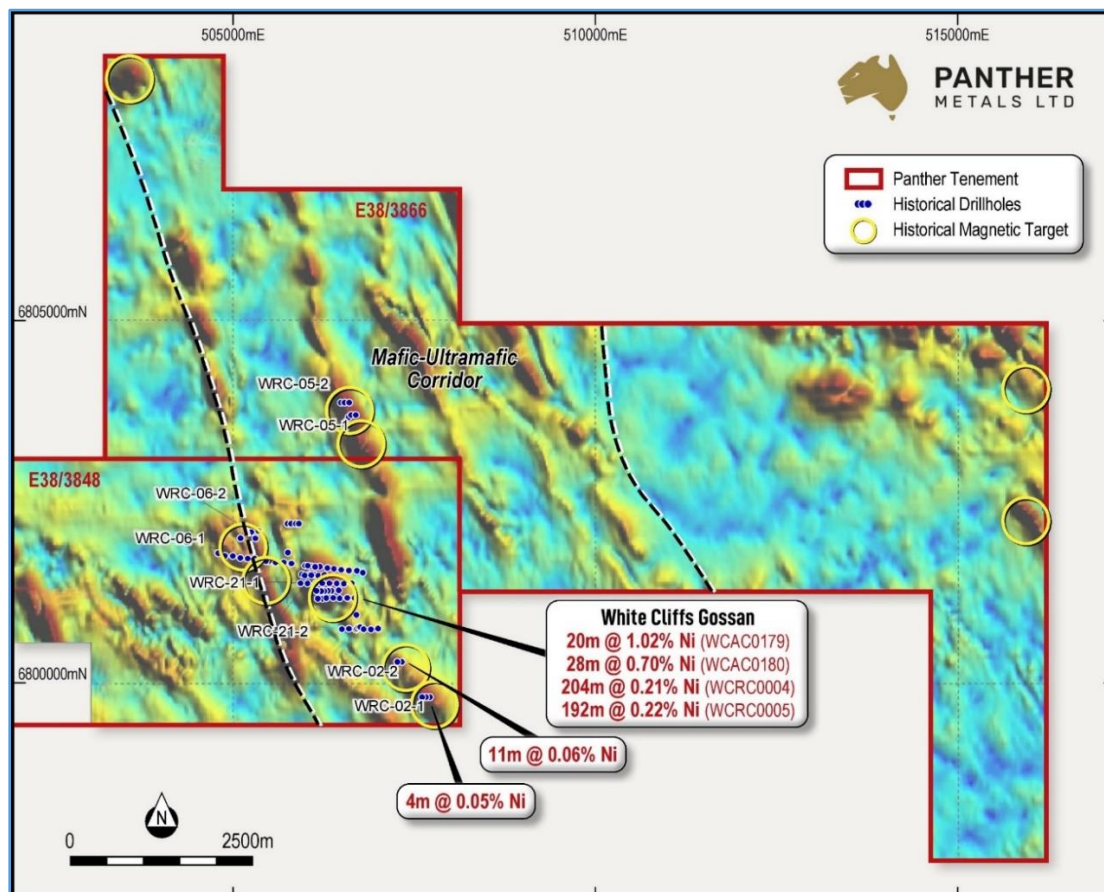 505000mE
510000mE
515000mE
PANTHER
METALS LTD
Panther Tenement
Historical Drillholes
Historical Magnetic Target
E38/3866
6805000mN
Mafic-Ultramafic
Corridor
WRC-05-2
WRC-05-1
E38/3848
WRC-06-2
WRC-06-1
WRC-21-1
WRC-21-2
White Cliffs Gossan
20m @ 1.02% Ni (WCAC0179)
28m @ 0.70% Ni (WCAC0180)
204m @ 0.21% Ni (WCRC0004)
192m @ 0.22% Ni (WCRC0005)
6800000mN
WRC-02-2
WRC-02-1
11m @ 0.06% Ni
4m @ 0.05% Ni
N
0
2500m